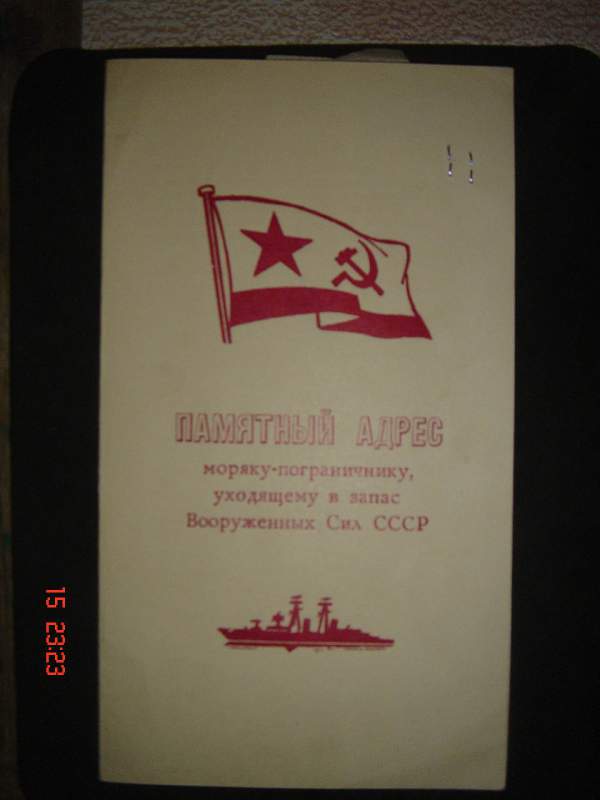 ПАМЯТНЫЙ АДРЕС
моряку-пограничнику,
уходящему в запас
Вооруженных Сил СССР
15 23:23